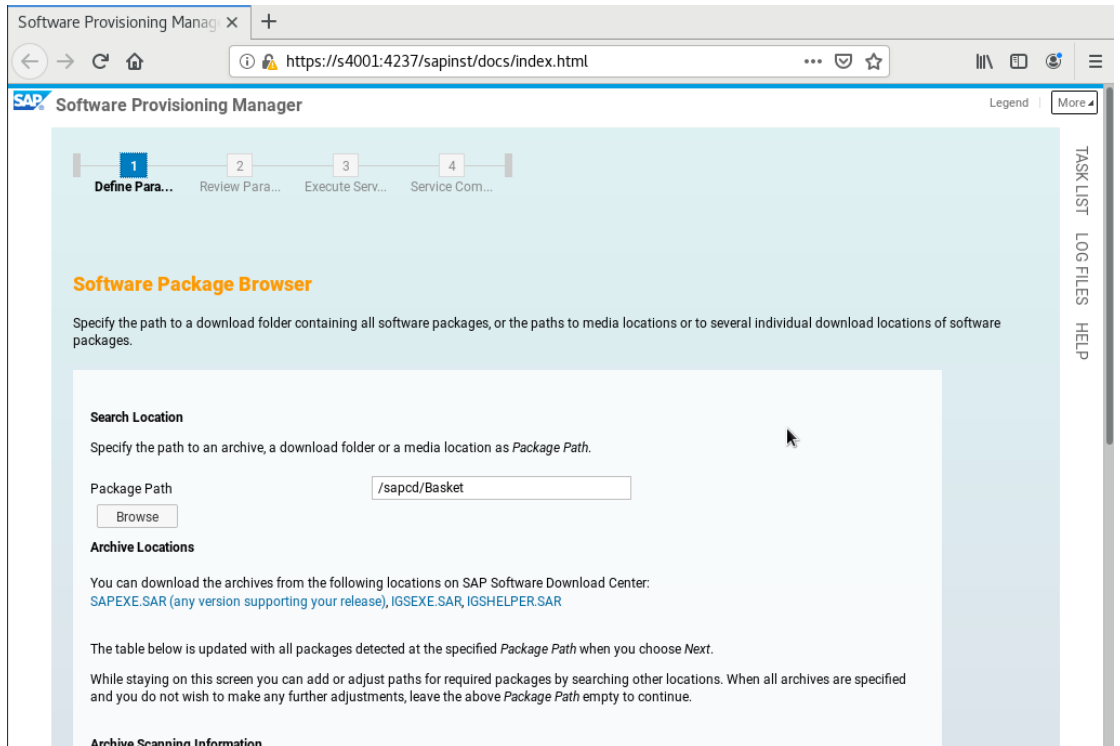 Software Provisioning Manag
https://s4001:4237/sapinst/docs/index.html
SAP Software Provisioning Manager
Legend
More
1
2
3
4
Define Para...
Review Para...
Execute Serv...
Service Com...
TASK LIST
LOG FILES
HELP
Software Package Browser
Specify the path to a download folder containing all software packages, or the paths to media locations or to several individual download locations of software
packages.
Search Location
Specify the path to an archive, a download folder or a media location as Package Path.
Package Path
/sapcd/Basket
Browse
Archive Locations
You can download the archives from the following locations on SAP Software Download Center:
SAPEXE.SAR (any version supporting your release), IGSEXE.SAR, IGSHELPER.SAR
The table below is updated with all packages detected at the specified Package Path when you choose Next.
While staying on this screen you can add or adjust paths for required packages by searching other locations. When all archives are specified
and you do not wish to make any further adjustments, leave the above Package Path empty to continue.
Archive Scanning Information